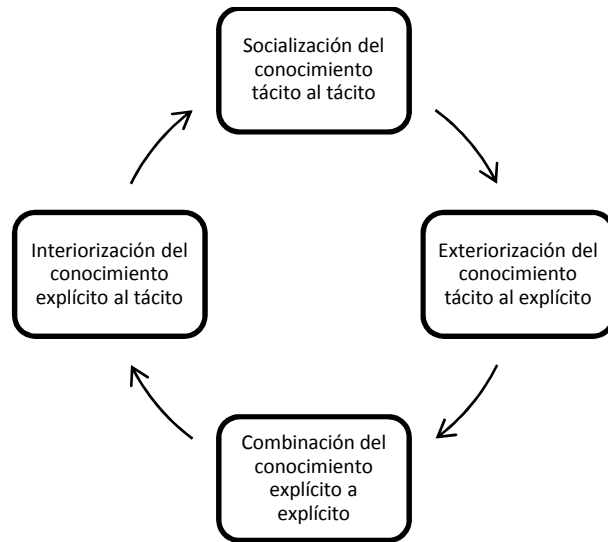 Socialización del
conocimiento
tácito al tácito
Exteriorización del
conocimiento
tácito al explícito
Combinación del
conocimiento
explícito a
explícito
Interiorización del
conocimiento
explícito al tácito